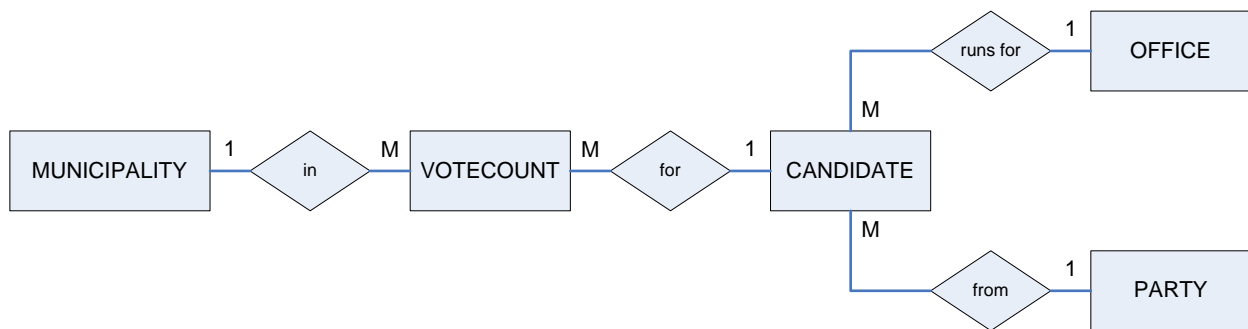 runs for
1
OFFICE
M
MUNICIPALITY
1
in
M
VOTECOUNT
M
for
1
CANDIDATE
M
from
1
PARTY